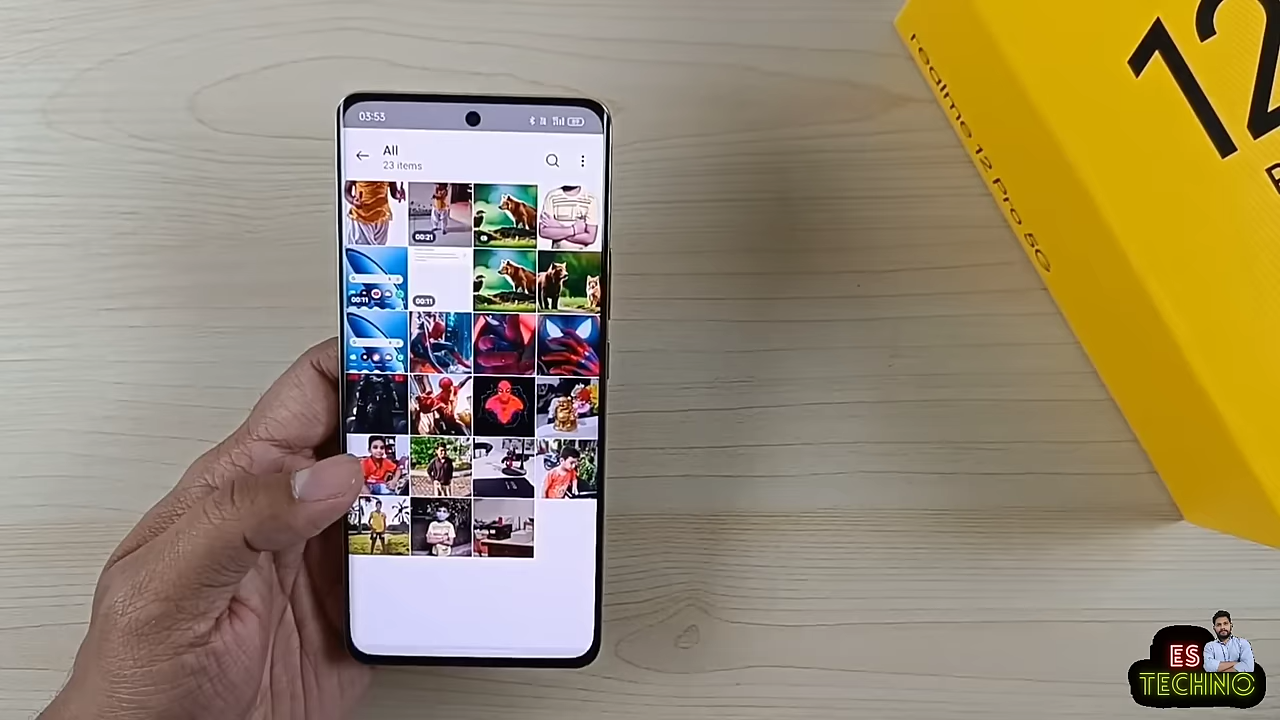 03:53
All
23 items
00:21
00:11
00:11
realme 12 Pro 5G
12
ES
TECHNO